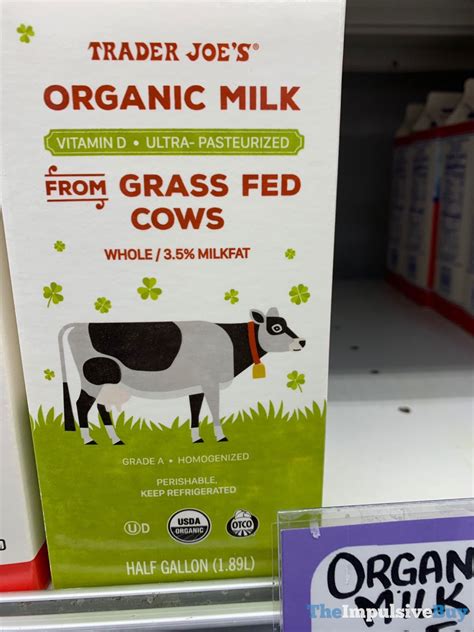 TRADER JOE'S®
ORGANIC MILK
VITAMIN D • ULTRA-PASTEURIZED
FROM GRASS FED
COWS
WHOLE / 3.5% MILKFAT
GRADE A • HOMOGENIZED
PERISHABLE,
KEEP REFRIGERATED
U D
USDA
ORGANIC
OTCO
HALF GALLON (1.89L)
ORGAN
MILK
TheImpulsiveBuy